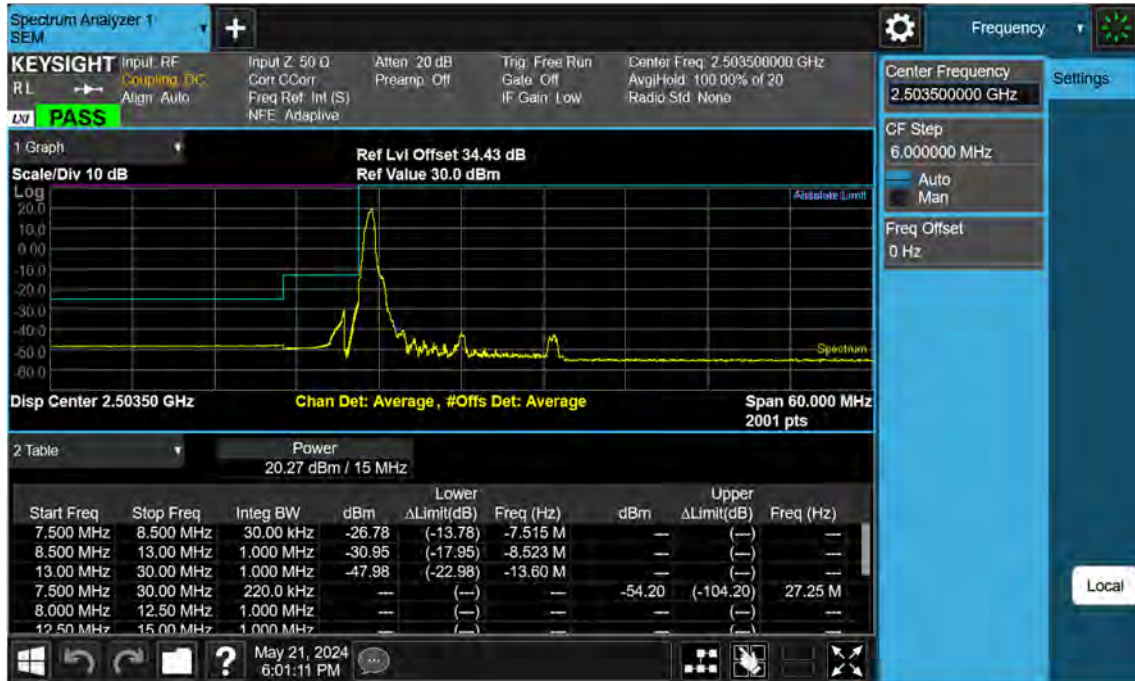 Spectrum Analyzer 1
SEM
+
Frequency
KEYSIGHT
RL
LXI PASS
Input: RF
Coupling: DC
Align: Auto
Input Z: 50 Ω
Corr CCorr
Freq Ref: Int (S)
NFE: Adaptive
Atten: 20 dB
Preamp: Off
Trig: Free Run
Gate: Off
IF Gain: Low
Center Freq: 2.503500000 GHz
Avg|Hold: 100.00% of 20
Radio Std: None
Center Frequency
2.503500000 GHz
Settings
CF Step
6.000000 MHz
Auto
Man
Freq Offset
0 Hz
Local
1 Graph
Scale/Div 10 dB
Ref Lvl Offset 34.43 dB
Ref Value 30.0 dBm
Log
Absolute Limit
20.0
10.0
0.00
-10.0
-20.0
-30.0
-40.0
-50.0
-60.0
Spectrum
Disp Center 2.50350 GHz
Chan Det: Average, #Offs Det: Average
Span 60.000 MHz
2001 pts
2 Table
Power
20.27 dBm / 15 MHz
Lower Upper
Start Freq Stop Freq Integ BW dBm ΔLimit(dB) Freq (Hz) dBm ΔLimit(dB) Freq (Hz)
7.500 MHz 8.500 MHz 30.00 kHz -26.78 (-13.78) -7.515 M --- (---) ---
8.500 MHz 13.00 MHz 1.000 MHz -30.95 (-17.95) -8.523 M --- (---) ---
13.00 MHz 30.00 MHz 1.000 MHz -47.98 (-22.98) -13.60 M --- (---) ---
7.500 MHz 30.00 MHz 220.0 kHz --- (---) --- -54.20 (-104.20) 27.25 M
8.000 MHz 12.50 MHz 1.000 MHz --- (---) --- --- (---) ---
12.50 MHz 15.00 MHz 1.000 MHz --- (---) --- --- (---) ---
?
May 21, 2024
6:01:11 PM